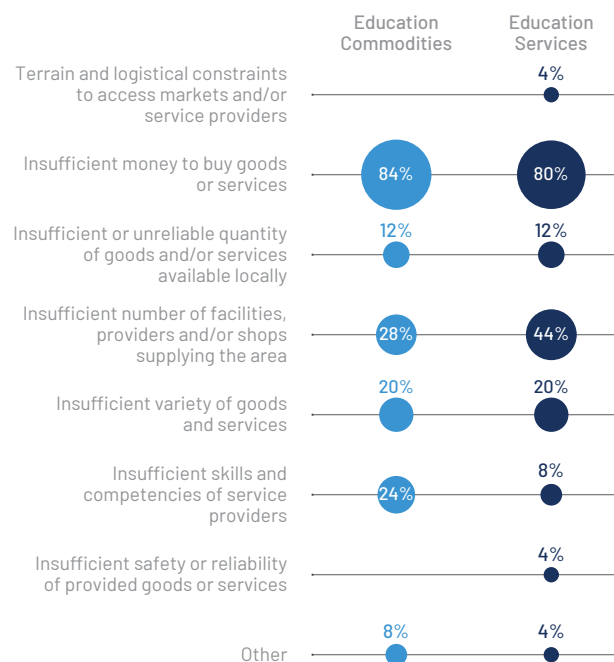 Education
Commodities
Education
Services
Terrain and logistical constraints
to access markets and/or
service providers
4%
Insufficient money to buy goods
or services
84%
80%
Insufficient or unreliable quantity
of goods and/or services
available locally
12%
12%
Insufficient number of facilities,
providers and/or shops
supplying the area
28%
44%
Insufficient variety of goods
and services
20%
20%
Insufficient skills and
competencies of service
providers
24%
8%
Insufficient safety or reliability
of provided goods or services
4%
Other
8%
4%